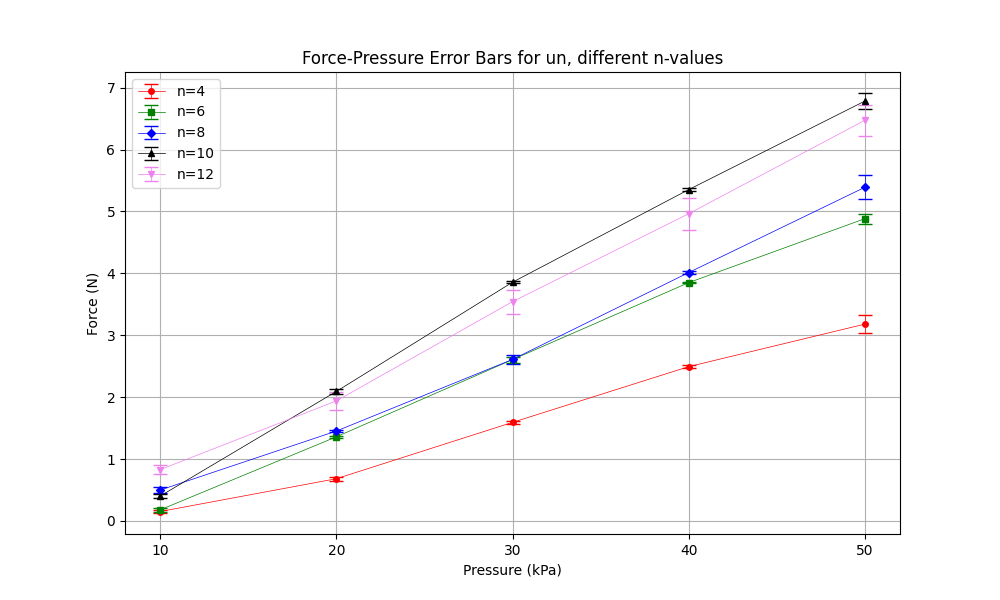 Force-Pressure Error Bars for un, different n-values
n=4
n=6
n=8
n=10
n=12
Force (N)
7
6
5
4
3
2
1
0
10 20 30 40 50
Pressure (kPa)